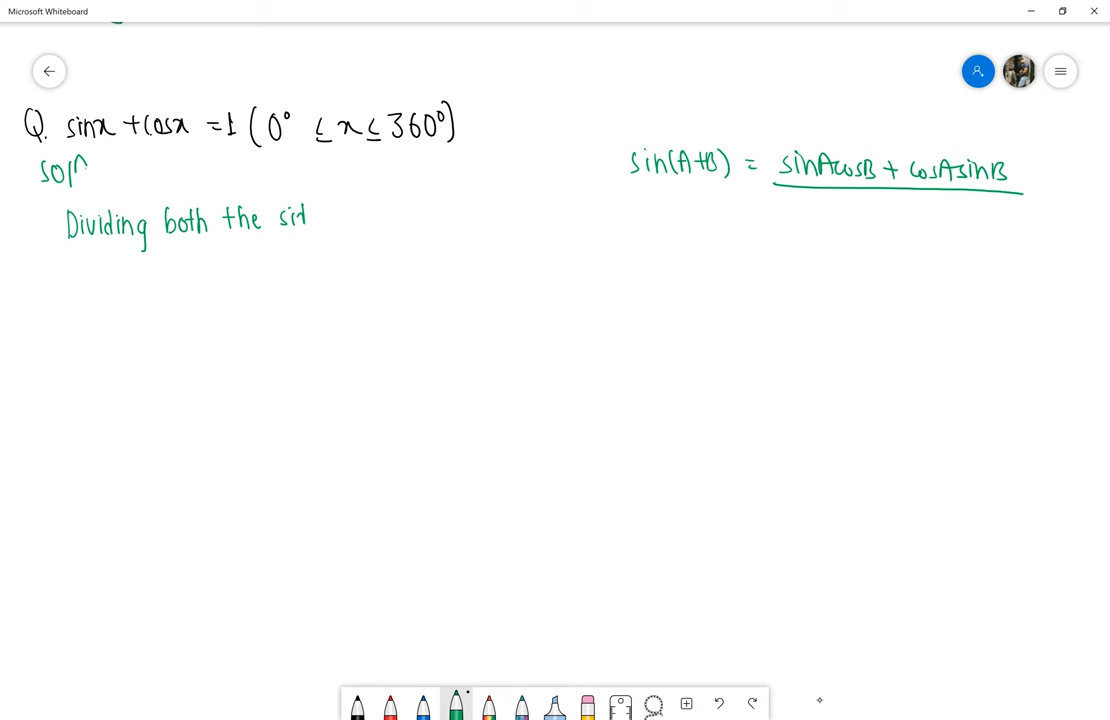 Microsoft Whiteboard
Q. sinx + cosx = 1 (0° ≤ x ≤ 360°)
sol^n
sin(A+B) = sinAcosB + cosAsinB
Dividing both the sid